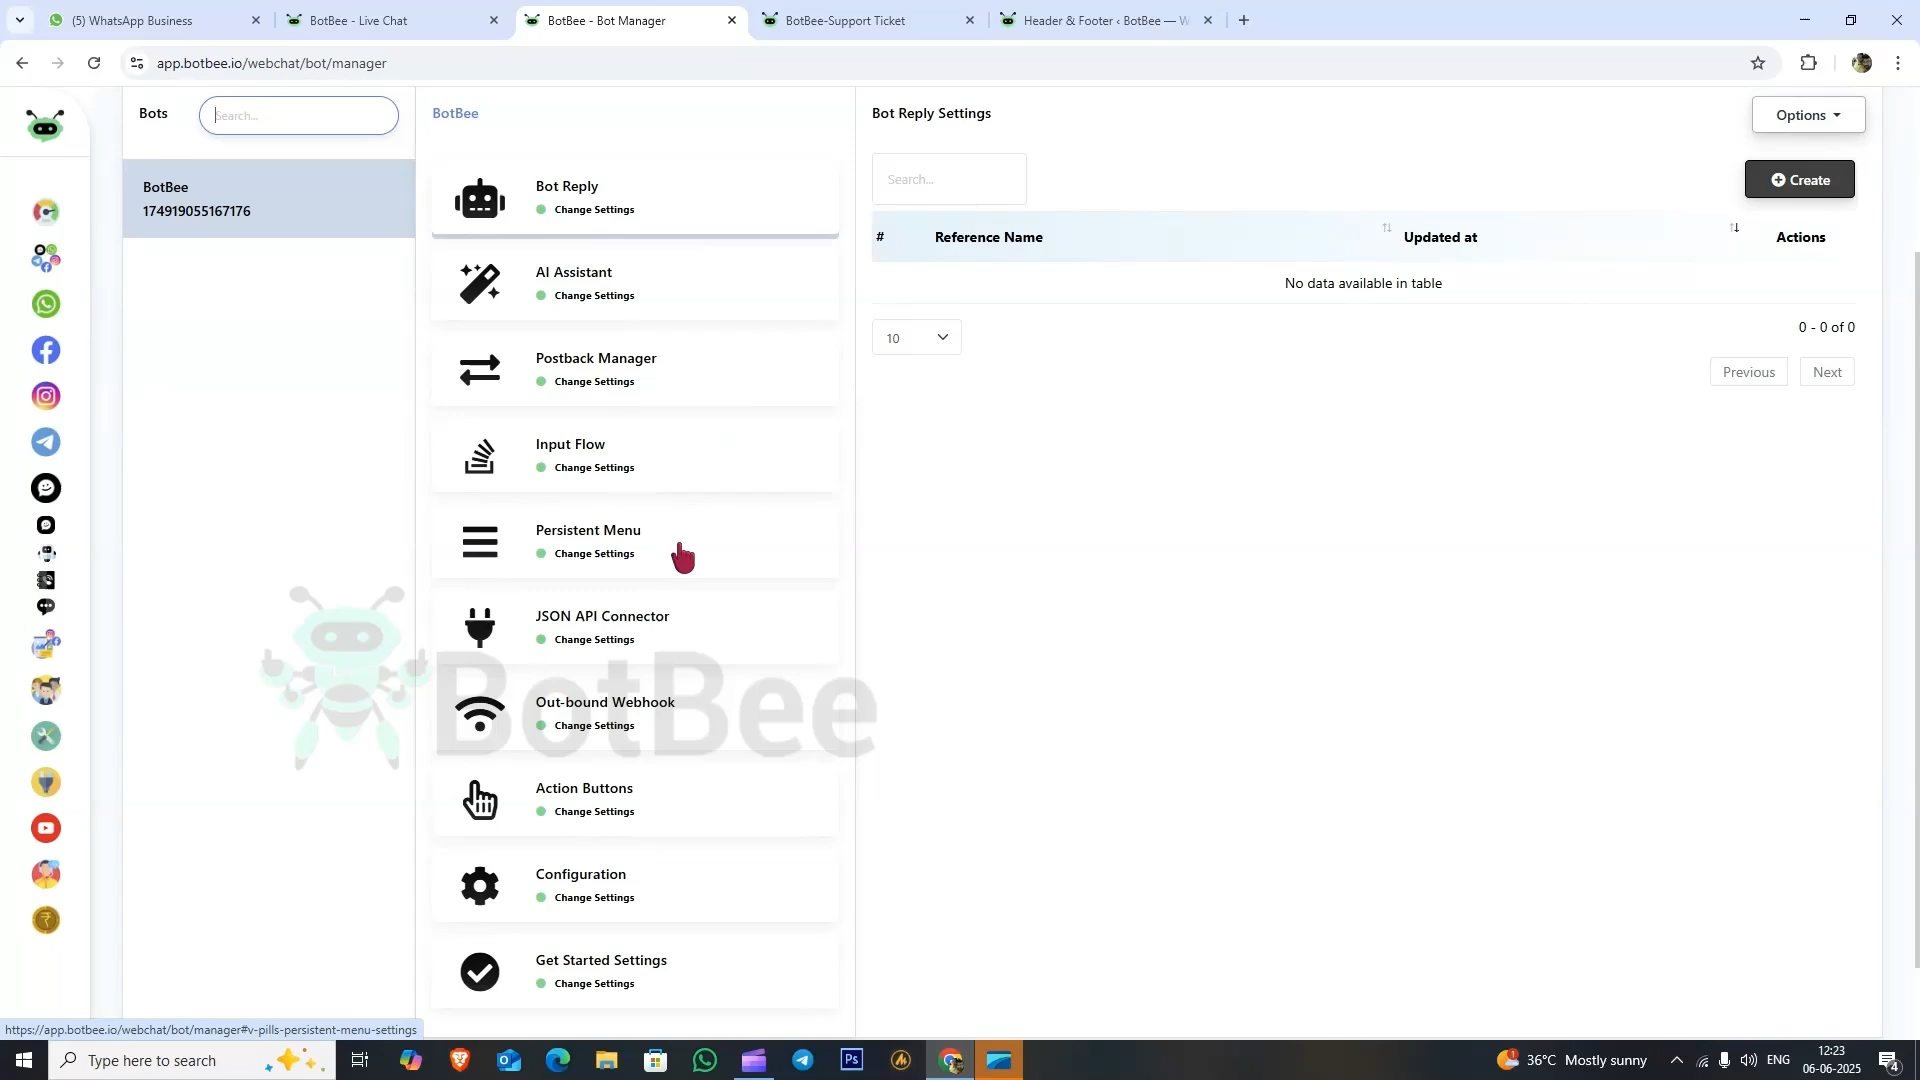 (5) WhatsApp Business
BotBee - Live Chat
BotBee - Bot Manager
BotBee-Support Ticket
Header & Footer ‹ BotBee — W
app.botbee.io/webchat/bot/manager
Bots
Search...
BotBee
174919055167176
BotBee
Bot Reply
Change Settings
AI Assistant
Change Settings
Postback Manager
Change Settings
Input Flow
Change Settings
Persistent Menu
Change Settings
JSON API Connector
Change Settings
Out-bound Webhook
Change Settings
Action Buttons
Change Settings
Configuration
Change Settings
Get Started Settings
Change Settings
Bot Reply Settings
Options
Search...
Create
# Reference Name Updated at Actions
No data available in table
10
0 - 0 of 0
Previous Next
BotBee
https://app.botbee.io/webchat/bot/manager#v-pills-persistent-menu-settings
Type here to search
Ps
1
36°C Mostly sunny
ENG
12:23
06-06-2025
4